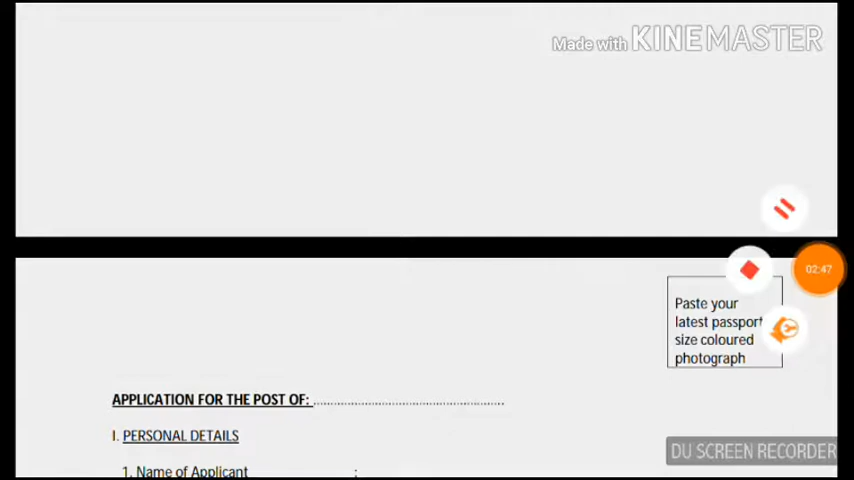 Made with KINEMASTER
02:47
Paste your
latest passport
size coloured
photograph
APPLICATION FOR THE POST OF: ........................................................
I. PERSONAL DETAILS
1. Name of Applicant :
DU SCREEN RECORDER